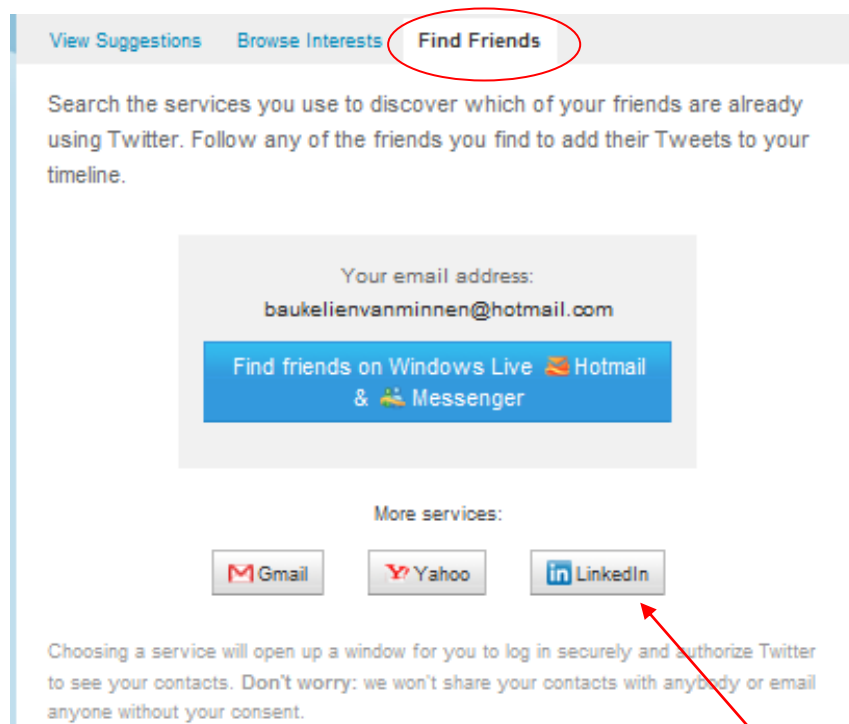 View Suggestions Browse Interests Find Friends
Search the services you use to discover which of your friends are already
using Twitter. Follow any of the friends you find to add their Tweets to your
timeline.
Your email address:
baukelienvanminnen@hotmail.com
Find friends on Windows Live Hotmail
& Messenger
More services:
Gmail Yahoo LinkedIn
Choosing a service will open up a window for you to log in securely and authorize Twitter
to see your contacts. Don't worry: we won't share your contacts with anybody or email
anyone without your consent.